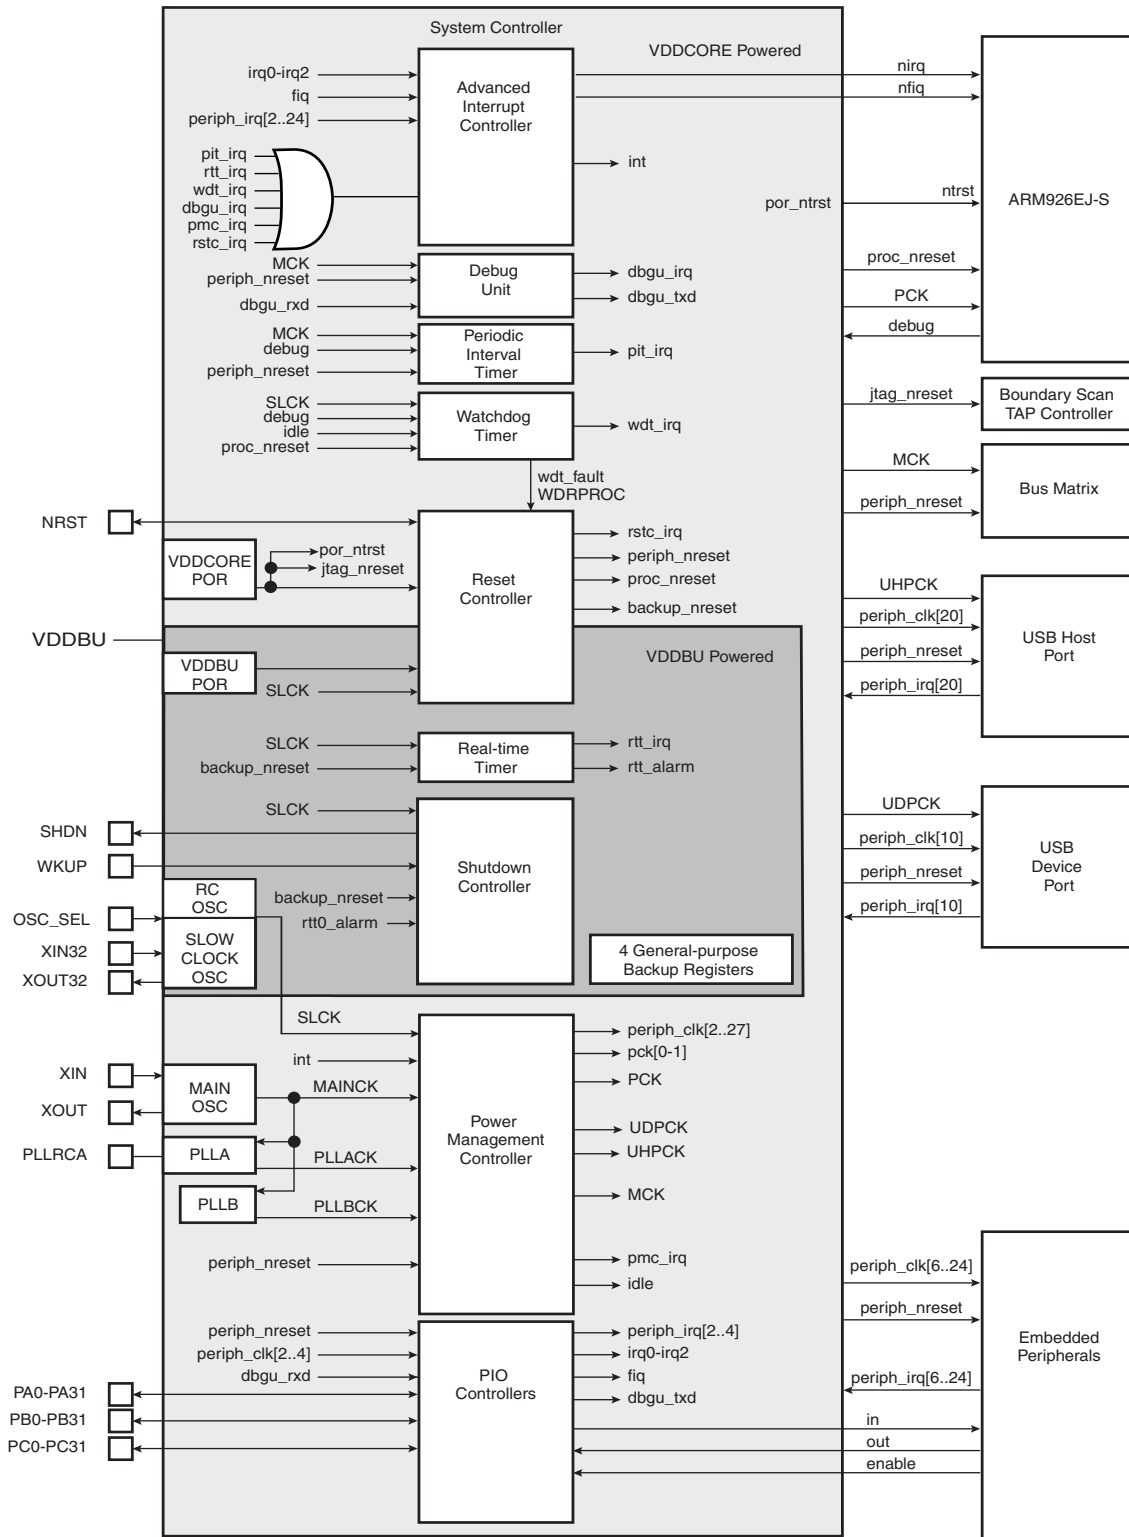 System Controller
VDDCORE Powered
irq0-irq2
fiq
periph_irq[2..24]
Advanced
Interrupt
Controller
nirq
nfiq
int
pit_irq
rtt_irq
wdt_irq
dbgu_irq
pmc_irq
rstc_irq
por_ntrst
ntrst
ARM926EJ-S
proc_nreset
PCK
debug
MCK
periph_nreset
dbgu_rxd
Debug
Unit
dbgu_irq
dbgu_txd
MCK
debug
periph_nreset
Periodic
Interval
Timer
pit_irq
SLCK
debug
idle
proc_nreset
Watchdog
Timer
wdt_irq
jtag_nreset
Boundary Scan
TAP Controller
wdt_fault
WDRPROC
MCK
periph_nreset
Bus Matrix
NRST
VDDCORE
POR
por_ntrst
jtag_nreset
Reset
Controller
rstc_irq
periph_nreset
proc_nreset
backup_nreset
UHPCK
periph_clk[20]
periph_nreset
periph_irq[20]
USB Host
Port
VDDBU
VDDBU Powered
VDDBU
POR
SLCK
SLCK
backup_nreset
Real-time
Timer
rtt_irq
rtt_alarm
SLCK
SHDN
WKUP
Shutdown
Controller
backup_nreset
rtt0_alarm
UDPCK
periph_clk[10]
periph_nreset
periph_irq[10]
USB
Device
Port
RC
OSC
OSC_SEL
XIN32
XOUT32
SLOW
CLOCK
OSC
4 General-purpose
Backup Registers
SLCK
int
XIN
XOUT
MAIN
OSC
MAINCK
PLLRCA
PLLA
PLLACK
PLLB
PLLBCK
periph_nreset
Power
Management
Controller
periph_clk[2..27]
pck[0-1]
PCK
UDPCK
UHPCK
MCK
pmc_irq
idle
periph_clk[6..24]
periph_nreset
periph_irq[6..24]
in
out
enable
Embedded
Peripherals
periph_nreset
periph_clk[2..4]
dbgu_rxd
PA0-PA31
PB0-PB31
PC0-PC31
PIO
Controllers
periph_irq[2..4]
irq0-irq2
fiq
dbgu_txd